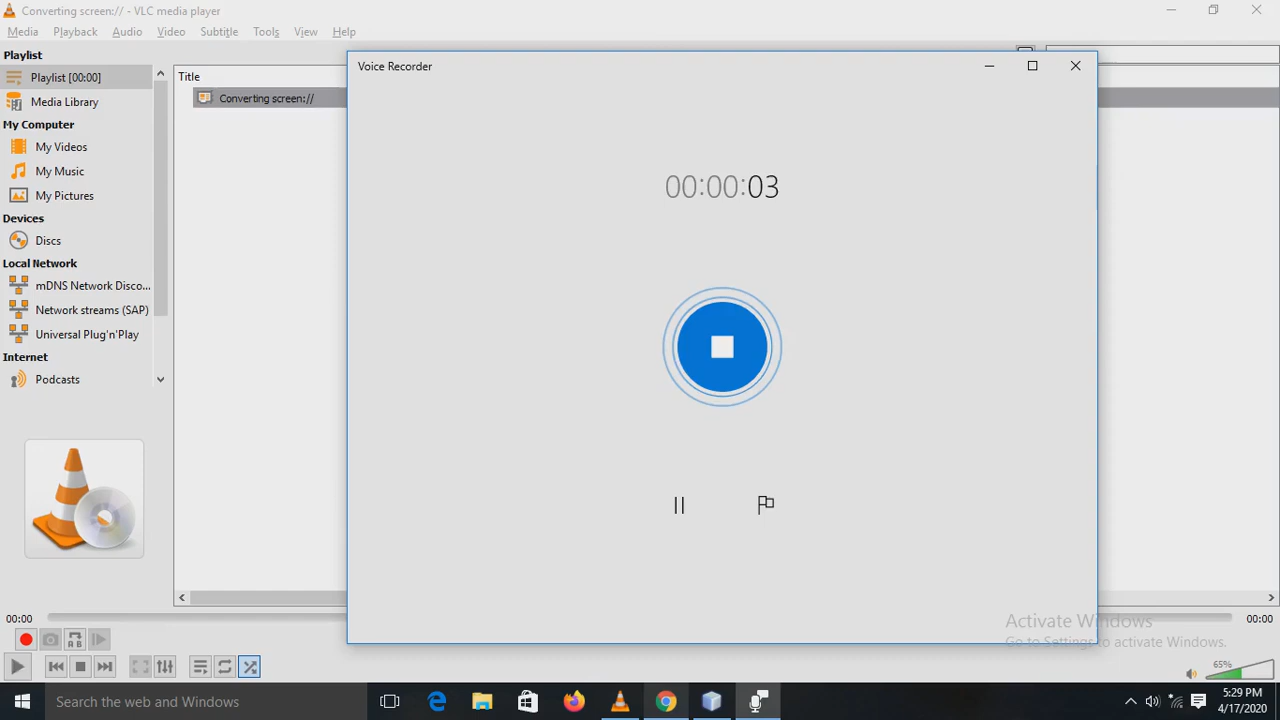 Converting screen:// - VLC media player
Media Playback Audio Video Subtitle Tools View Help
Playlist
Playlist [00:00]
Media Library
My Computer
My Videos
My Music
My Pictures
Devices
Discs
Local Network
mDNS Network Disco...
Network streams (SAP)
Universal Plug'n'Play
Internet
Podcasts
Title
Converting screen://
Voice Recorder
00:00:03
Activate Windows
Go to Settings to activate Windows.
00:00
00:00
A B
65%
Search the web and Windows
5:29 PM
4/17/2020